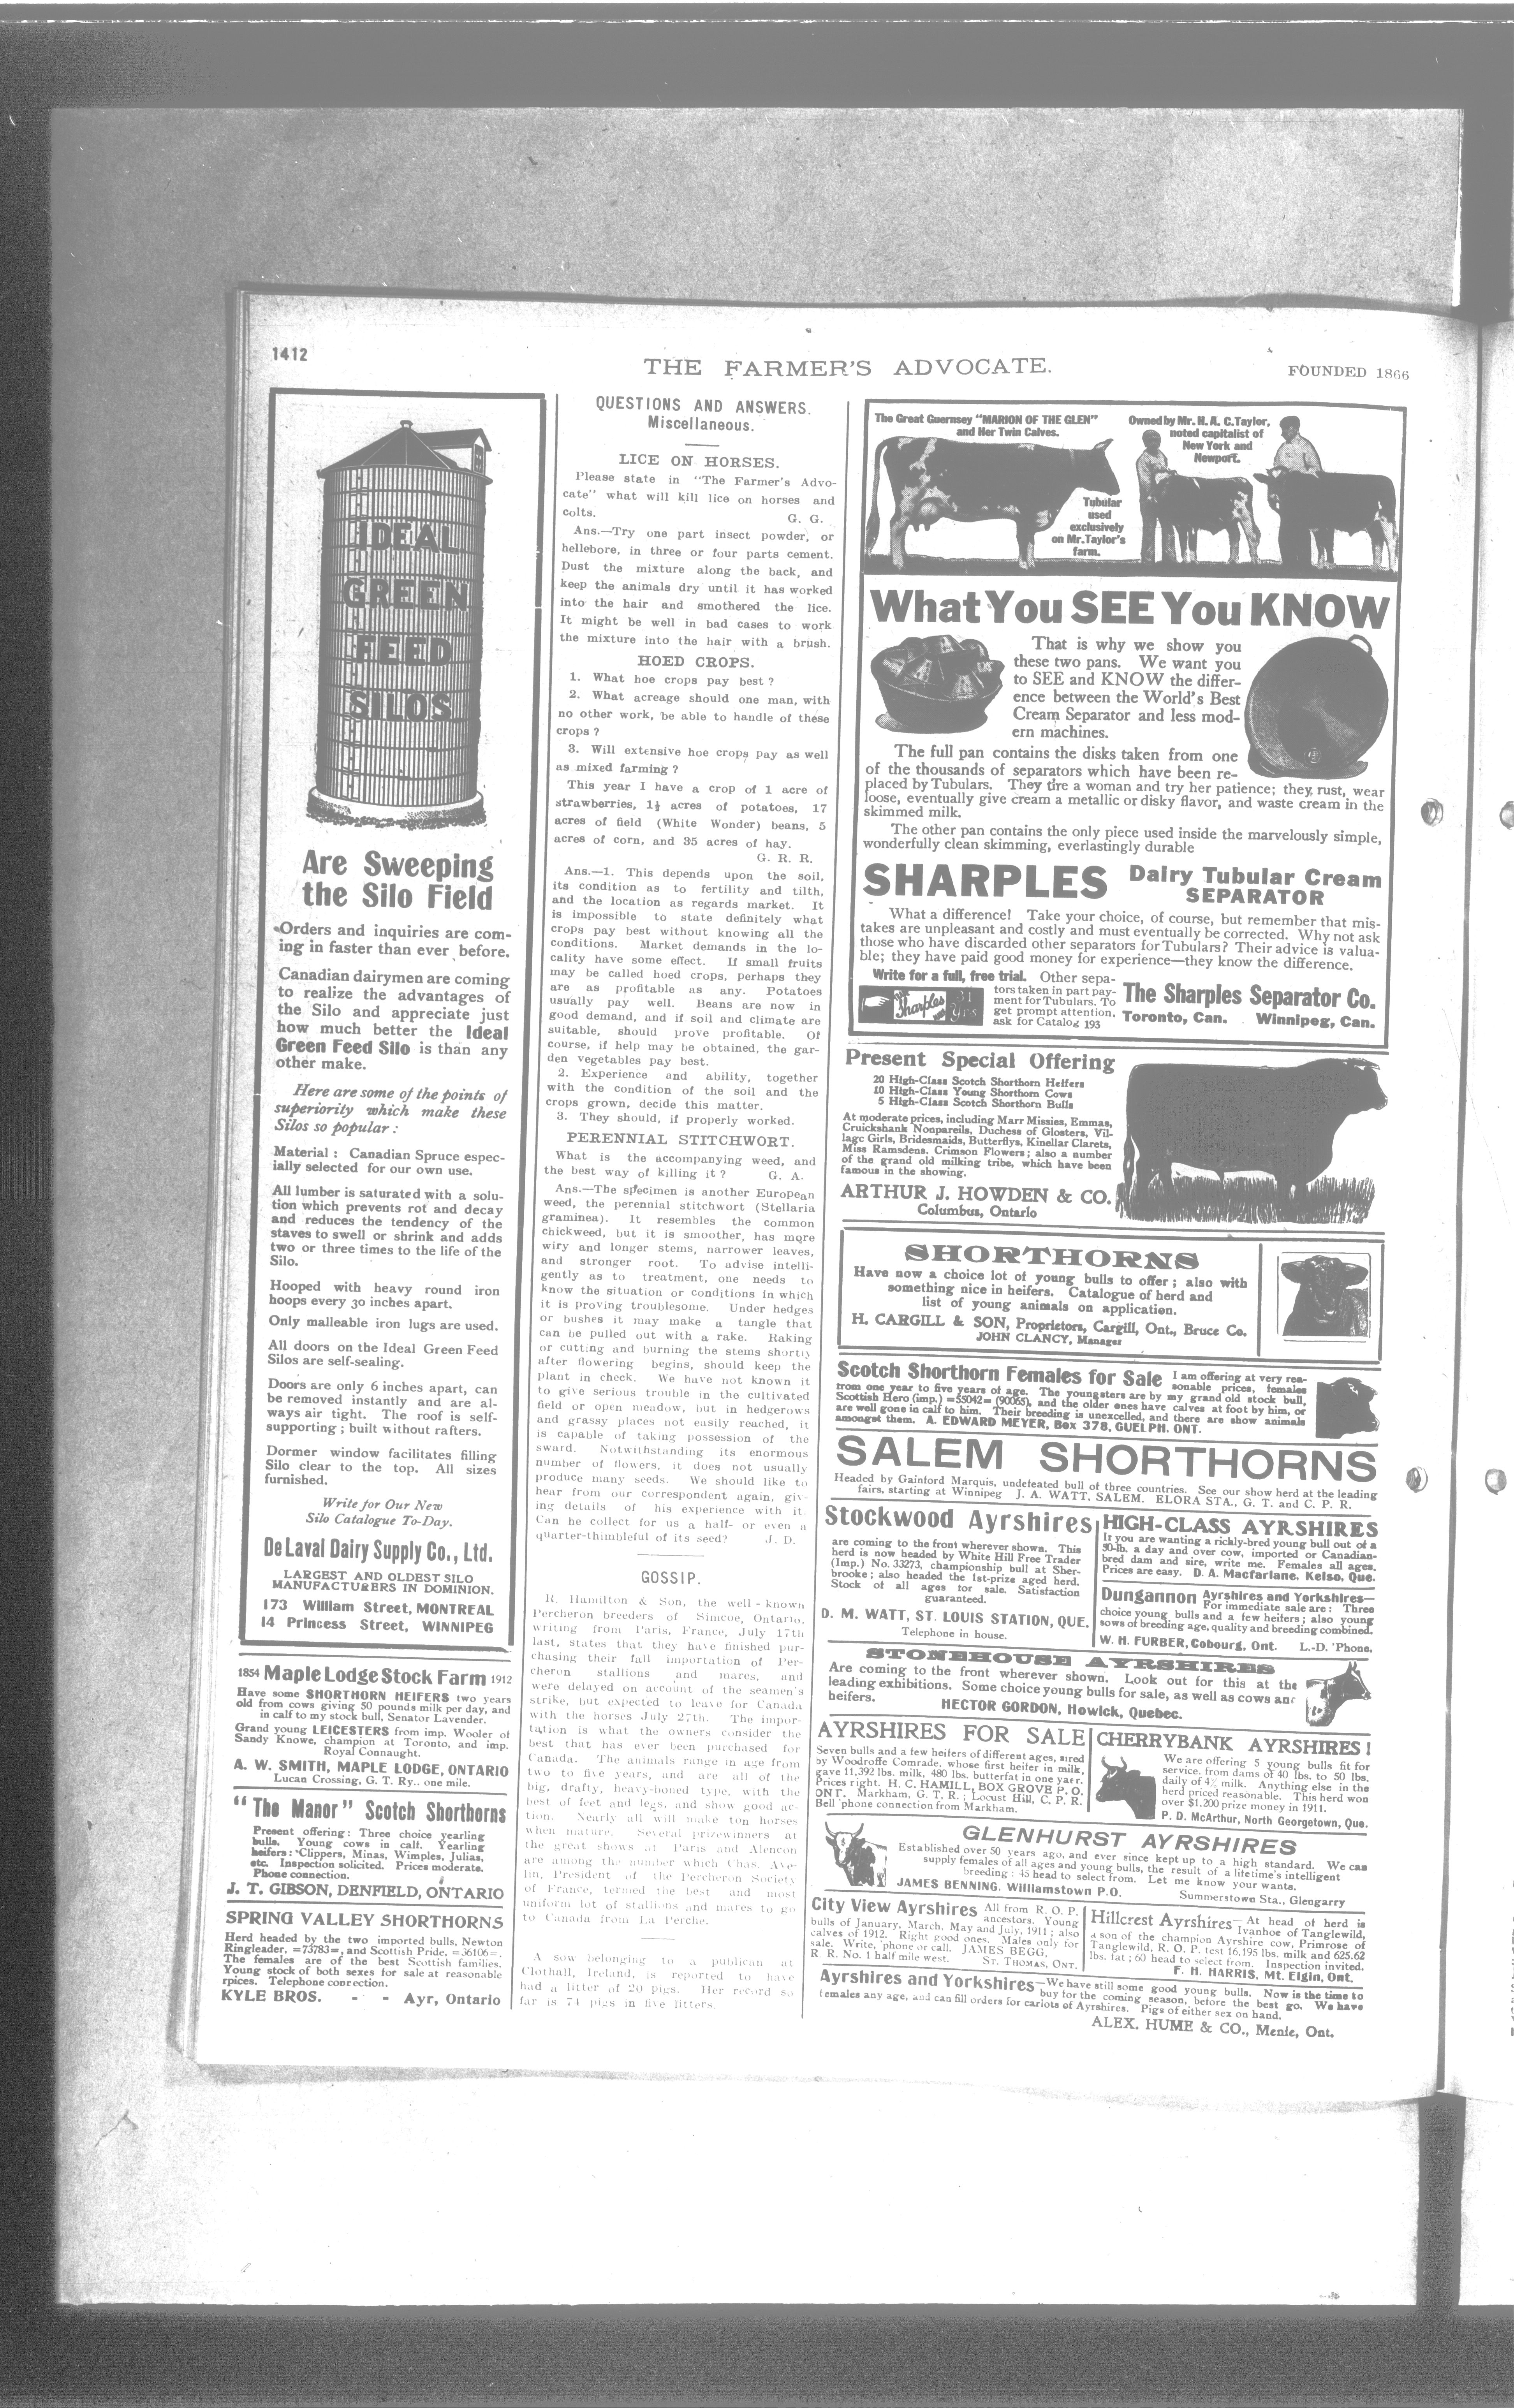 1412
THE FARMER'S ADVOCATE.
FOUNDED 1866
IDEAL
GREEN
FEED
SILOS
Are Sweeping
the Silo Field
Orders and inquiries are com-
ing in faster than ever before.
Canadian dairymen are coming
to realize the advantages of
the Silo and appreciate just
how much better the Ideal
Green Feed Silo is than any
other make.
Here are some of the points of
superiority which make these
Silos so popular :
Material : Canadian Spruce espec-
ially selected for our own use.
All lumber is saturated with a solu-
tion which prevents rot and decay
and reduces the tendency of the
staves to swell or shrink and adds
two or three times to the life of the
Silo.
Hooped with heavy round iron
hoops every 30 inches apart.
Only malleable iron lugs are used.
All doors on the Ideal Green Feed
Silos are self-sealing.
Doors are only 6 inches apart, can
be removed instantly and are al-
ways air tight. The roof is self-
supporting ; built without rafters.
Dormer window facilitates filling
Silo clear to the top. All sizes
furnished.
Write for Our New
Silo Catalogue To-Day.
De Laval Dairy Supply Co., Ltd.
LARGEST AND OLDEST SILO
MANUFACTURERS IN DOMINION.
173 William Street, MONTREAL
14 Princess Street, WINNIPEG
1854 Maple Lodge Stock Farm 1912
Have some SHORTHORN HEIFERS two years
old from cows giving 50 pounds milk per day, and
in calf to my stock bull, Senator Lavender.
Grand young LEICESTERS from imp. Wooler of
Sandy Knowe, champion at Toronto, and imp.
Royal Connaught.
A. W. SMITH, MAPLE LODGE, ONTARIO
Lucan Crossing, G. T. Ry., one mile.
"The Manor" Scotch Shorthorns
Present offering : Three choice yearling
bulls. Young cows in calf. Yearling
heifers : Clippers, Minas, Wimples, Julias,
etc. Inspection solicited. Prices moderate.
Phone connection.
J. T. GIBSON, DENFIELD, ONTARIO
SPRING VALLEY SHORTHORNS
Herd headed by the two imported bulls, Newton
Ringleader, =73783=, and Scottish Pride, =36106=.
The females are of the best Scottish families.
Young stock of both sexes for sale at reasonable
rpices. Telephone connection.
KYLE BROS. - - Ayr, Ontario
QUESTIONS AND ANSWERS.
Miscellaneous.
LICE ON HORSES.
Please state in "The Farmer's Advo-
cate" what will kill lice on horses and
colts. G. G.
Ans.—Try one part insect powder, or
hellebore, in three or four parts cement.
Dust the mixture along the back, and
keep the animals dry until it has worked
into the hair and smothered the lice.
It might be well in bad cases to work
the mixture into the hair with a brush.
HOED CROPS.
1. What hoe crops pay best ?
2. What acreage should one man, with
no other work, be able to handle of these
crops ?
3. Will extensive hoe crops pay as well
as mixed farming ?
This year I have a crop of 1 acre of
strawberries, 1½ acres of potatoes, 17
acres of field (White Wonder) beans, 5
acres of corn, and 35 acres of hay.
G. R. R.
Ans.—1. This depends upon the soil,
its condition as to fertility and tilth,
and the location as regards market. It
is impossible to state definitely what
crops pay best without knowing all the
conditions. Market demands in the lo-
cality have some effect. If small fruits
may be called hoed crops, perhaps they
are as profitable as any. Potatoes
usually pay well. Beans are now in
good demand, and if soil and climate are
suitable, should prove profitable. Of
course, if help may be obtained, the gar-
den vegetables pay best.
2. Experience and ability, together
with the condition of the soil and the
crops grown, decide this matter.
3. They should, if properly worked.
PERENNIAL STITCHWORT.
What is the accompanying weed, and
the best way of killing it ? G. A.
Ans.—The specimen is another European
weed, the perennial stitchwort (Stellaria
graminea). It resembles the common
chickweed, but it is smoother, has more
wiry and longer stems, narrower leaves,
and stronger root. To advise intelli-
gently as to treatment, one needs to
know the situation or conditions in which
it is proving troublesome. Under hedges
or bushes it may make a tangle that
can be pulled out with a rake. Raking
or cutting and burning the stems shortly
after flowering begins, should keep the
plant in check. We have not known it
to give serious trouble in the cultivated
field or open meadow, but in hedgerows
and grassy places not easily reached, it
is capable of taking possession of the
sward. Notwithstanding its enormous
number of flowers, it does not usually
produce many seeds. We should like to
hear from our correspondent again, giv-
ing details of his experience with it.
Can he collect for us a half- or even a
quarter-thimbleful of its seed? J. D.
GOSSIP.
R. Hamilton & Son, the well-known
Percheron breeders of Simcoe, Ontario,
writing from Paris, France, July 17th
last, states that they have finished pur-
chasing their fall importation of Per-
cheron stallions and mares, and
were delayed on account of the seamen's
strike, but expected to leave for Canada
with the horses July 27th. The impor-
tation is what the owners consider the
best that has ever been purchased for
Canada. The animals range in age from
two to five years, and are all of the
big, drafty, heavy-boned type, with the
best of feet and legs, and show good ac-
tion. Nearly all will make ton horses
when mature. Several prizewinners at
the great shows at Paris and Alencon
are among the number which Chas. Ave-
lin, President of the Percheron Society
of France, termed the best and most
uniform lot of stallions and mares to go
to Canada from La Perche.
A sow belonging to a publican at
Clothall, Ireland, is reported to have
had a litter of 20 pigs. Her record so
far is 74 pigs in five litters.
The Great Guernsey "MARION OF THE GLEN"
and Her Twin Calves.
Owned by Mr. H. A. C. Taylor,
noted capitalist of
New York and
Newport.
Tubular
used
exclusively
on Mr. Taylor's
farm.
What You SEE You KNOW
That is why we show you
these two pans. We want you
to SEE and KNOW the differ-
ence between the World's Best
Cream Separator and less mod-
ern machines.
The full pan contains the disks taken from one
of the thousands of separators which have been re-
placed by Tubulars. They tire a woman and try her patience; they rust, wear
loose, eventually give cream a metallic or disky flavor, and waste cream in the
skimmed milk.
The other pan contains the only piece used inside the marvelously simple,
wonderfully clean skimming, everlastingly durable
SHARPLES Dairy Tubular Cream
SEPARATOR
What a difference! Take your choice, of course, but remember that mis-
takes are unpleasant and costly and must eventually be corrected. Why not ask
those who have discarded other separators for Tubulars? Their advice is valua-
ble; they have paid good money for experience—they know the difference.
Write for a full, free trial. Other sepa-
tors taken in part pay-
ment for Tubulars. To
get prompt attention,
ask for Catalog 193
Sharples
31
Yrs
The Sharples Separator Co.
Toronto, Can. Winnipeg, Can.
Present Special Offering
20 High-Class Scotch Shorthorn Heifers
10 High-Class Young Shorthorn Cows
5 High-Class Scotch Shorthorn Bulls
At moderate prices, including Marr Missies, Emmas,
Cruickshank Nonpareils, Duchess of Glosters, Vil-
lage Girls, Bridesmaids, Butterflys, Kinellar Clarets,
Miss Ramsdens, Crimson Flowers ; also a number
of the grand old milking tribe, which have been
famous in the showing.
ARTHUR J. HOWDEN & CO.
Columbus, Ontario
SHORTHORNS
Have now a choice lot of young bulls to offer ; also with
something nice in heifers. Catalogue of herd and
list of young animals on application.
H. CARGILL & SON, Proprietors, Cargill, Ont., Bruce Co.
JOHN CLANCY, Manager
Scotch Shorthorn Females for Sale I am offering at very rea-
sonable prices, females
from one year to five years of age. The youngsters are by my grand old stock bull,
Scottish Hero (imp.) =55042= (90065), and the older ones have calves at foot by him, or
are well gone in calf to him. Their breeding is unexcelled, and there are show animals
amongst them. A. EDWARD MEYER, Box 378, GUELPH, ONT.
SALEM SHORTHORNS
Headed by Gainford Marquis, undefeated bull of three countries. See our show herd at the leading
fairs, starting at Winnipeg J. A. WATT, SALEM. ELORA STA., G. T. and C. P. R.
Stockwood Ayrshires
are coming to the front wherever shown. This
herd is now headed by White Hill Free Trader
(Imp.) No. 33273, championship bull at Sher-
brooke ; also headed the 1st-prize aged herd.
Stock of all ages for sale. Satisfaction
guaranteed.
D. M. WATT, ST. LOUIS STATION, QUE.
Telephone in house.
HIGH-CLASS AYRSHIRES
If you are wanting a richly-bred young bull out of a
50-lb. a day and over cow, imported or Canadian-
bred dam and sire, write me. Females all ages.
Prices are easy. D. A. Macfarlane, Kelso, Que.
Dungannon Ayrshires and Yorkshires—
For immediate sale are : Three
choice young bulls and a few heifers ; also young
sows of breeding age, quality and breeding combined.
W. H. FURBER, Cobourg, Ont. L.-D. 'Phone.
STONEHOUSE AYRSHIRES
Are coming to the front wherever shown. Look out for this at the
leading exhibitions. Some choice young bulls for sale, as well as cows and
heifers. HECTOR GORDON, Howick, Quebec.
AYRSHIRES FOR SALE
Seven bulls and a few heifers of different ages, sired
by Woodroffe Comrade, whose first heifer in milk,
gave 11,392 lbs. milk, 480 lbs. butterfat in one yaer.
Prices right. H. C. HAMILL, BOX GROVE P. O.
ONT. Markham, G. T. R. ; Locust Hill, C. P. R.
Bell 'phone connection from Markham.
CHERRYBANK AYRSHIRES !
We are offering 5 young bulls fit for
service, from dams of 40 lbs. to 50 lbs.
daily of 4% milk. Anything else in the
herd priced reasonable. This herd won
over $1,200 prize money in 1911.
P. D. McArthur, North Georgetown, Que.
GLENHURST AYRSHIRES
Established over 50 years ago, and ever since kept up to a high standard. We can
supply females of all ages and young bulls, the result of a lifetime's intelligent
breeding ; 45 head to select from. Let me know your wants.
JAMES BENNING, Williamstown P.O. Summerstown Sta., Glengarry
City View Ayrshires All from R. O. P.
ancestors. Young
bulls of January, March, May and July, 1911 ; also
calves of 1912. Right good ones. Males only for
sale. Write, 'phone or call. JAMES BEGG,
R R. No. 1 half mile west. ST. THOMAS, ONT.
Hillcrest Ayrshires—At head of herd is
Ivanhoe of Tanglewild,
a son of the champion Ayrshire cow, Primrose of
Tanglewild, R. O. P. test 16,195 lbs. milk and 625.62
lbs. fat ; 60 head to select from. Inspection invited.
F. H. HARRIS, Mt. Elgin, Ont.
Ayrshires and Yorkshires—We have still some good young bulls. Now is the time to
buy for the coming season, before the best go. We have
females any age, and can fill orders for carlots of Ayrshires. Pigs of either sex on hand.
ALEX. HUME & CO., Menie, Ont.